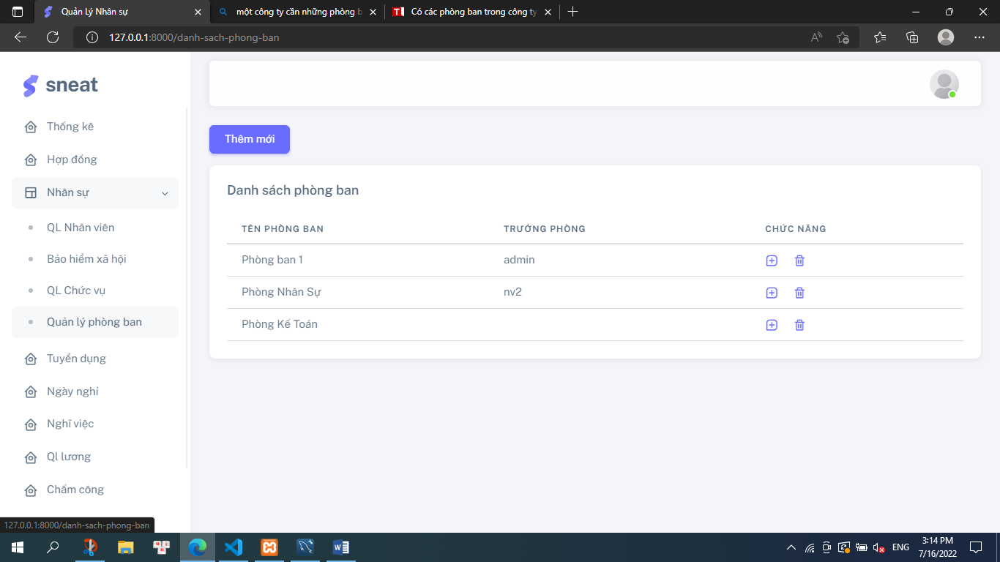 Quản Lý Nhân sự
một công ty cần những phòng b
Có các phòng ban trong công ty
127.0.0.1:8000/danh-sach-phong-ban
sneat
Thống kê
Hợp đồng
Nhân sự
QL Nhân viên
Bảo hiểm xã hội
QL Chức vụ
Quản lý phòng ban
Tuyển dụng
Ngày nghỉ
Nghĩ việc
Ql lương
Chấm công
Thêm mới
Danh sách phòng ban
TÊN PHÒNG BAN TRƯỞNG PHÒNG CHỨC NĂNG
Phòng ban 1 admin
Phòng Nhân Sự nv2
Phòng Kế Toán
127.0.0.1:8000/danh-sach-phong-ban
ENG
3:14 PM
7/16/2022